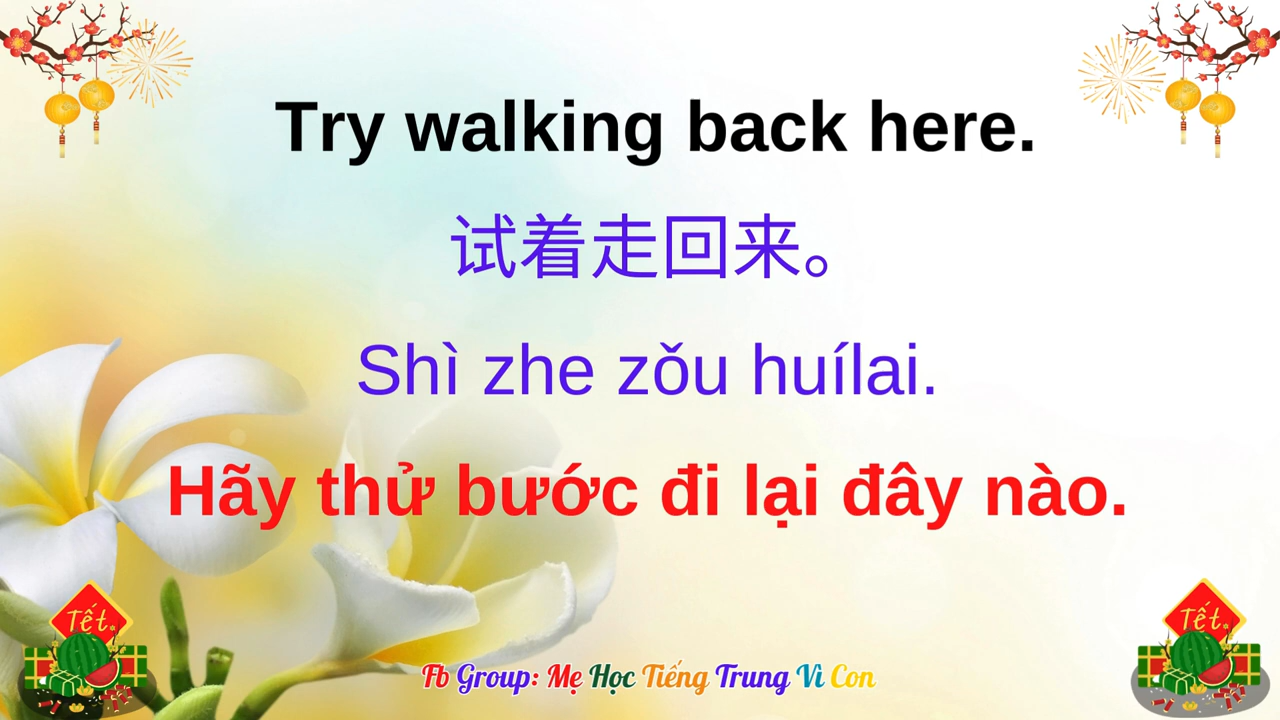 Try walking back here.
试着走回来。
Shì zhe zǒu huílai.
Hãy thử bước đi lại đây nào.
Tết
Tết
Fb Group: Mẹ Học Tiếng Trung Vì Con